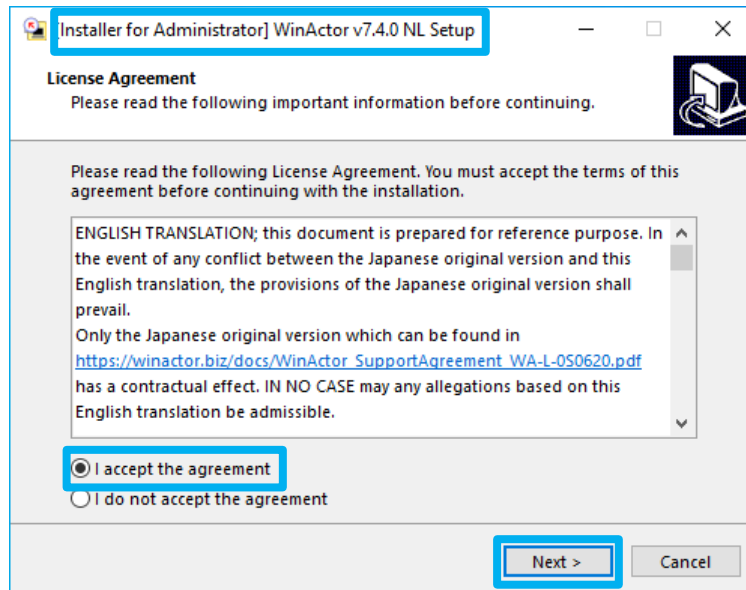 [Installer for Administrator] WinActor v7.4.0 NL Setup
License Agreement
Please read the following important information before continuing.
Please read the following License Agreement. You must accept the terms of this
agreement before continuing with the installation.
ENGLISH TRANSLATION; this document is prepared for reference purpose. In
the event of any conflict between the Japanese original version and this
English translation, the provisions of the Japanese original version shall
prevail.
Only the Japanese original version which can be found in
https://winactor.biz/docs/WinActor_SupportAgreement_WA-L-0S0620.pdf
has a contractual effect. IN NO CASE may any allegations based on this
English translation be admissible.
I accept the agreement
I do not accept the agreement
Next >
Cancel